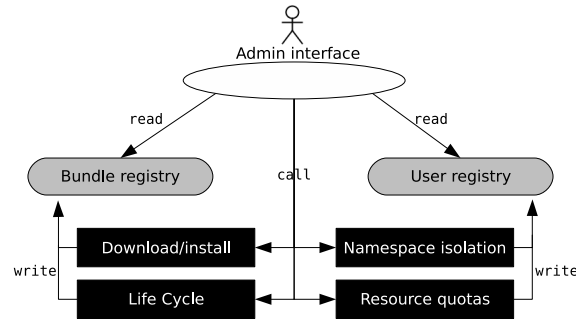 Admin interface
read
read
Bundle registry
call
User registry
Download/install
Namespace isolation
write
write
Life Cycle
Resource quotas